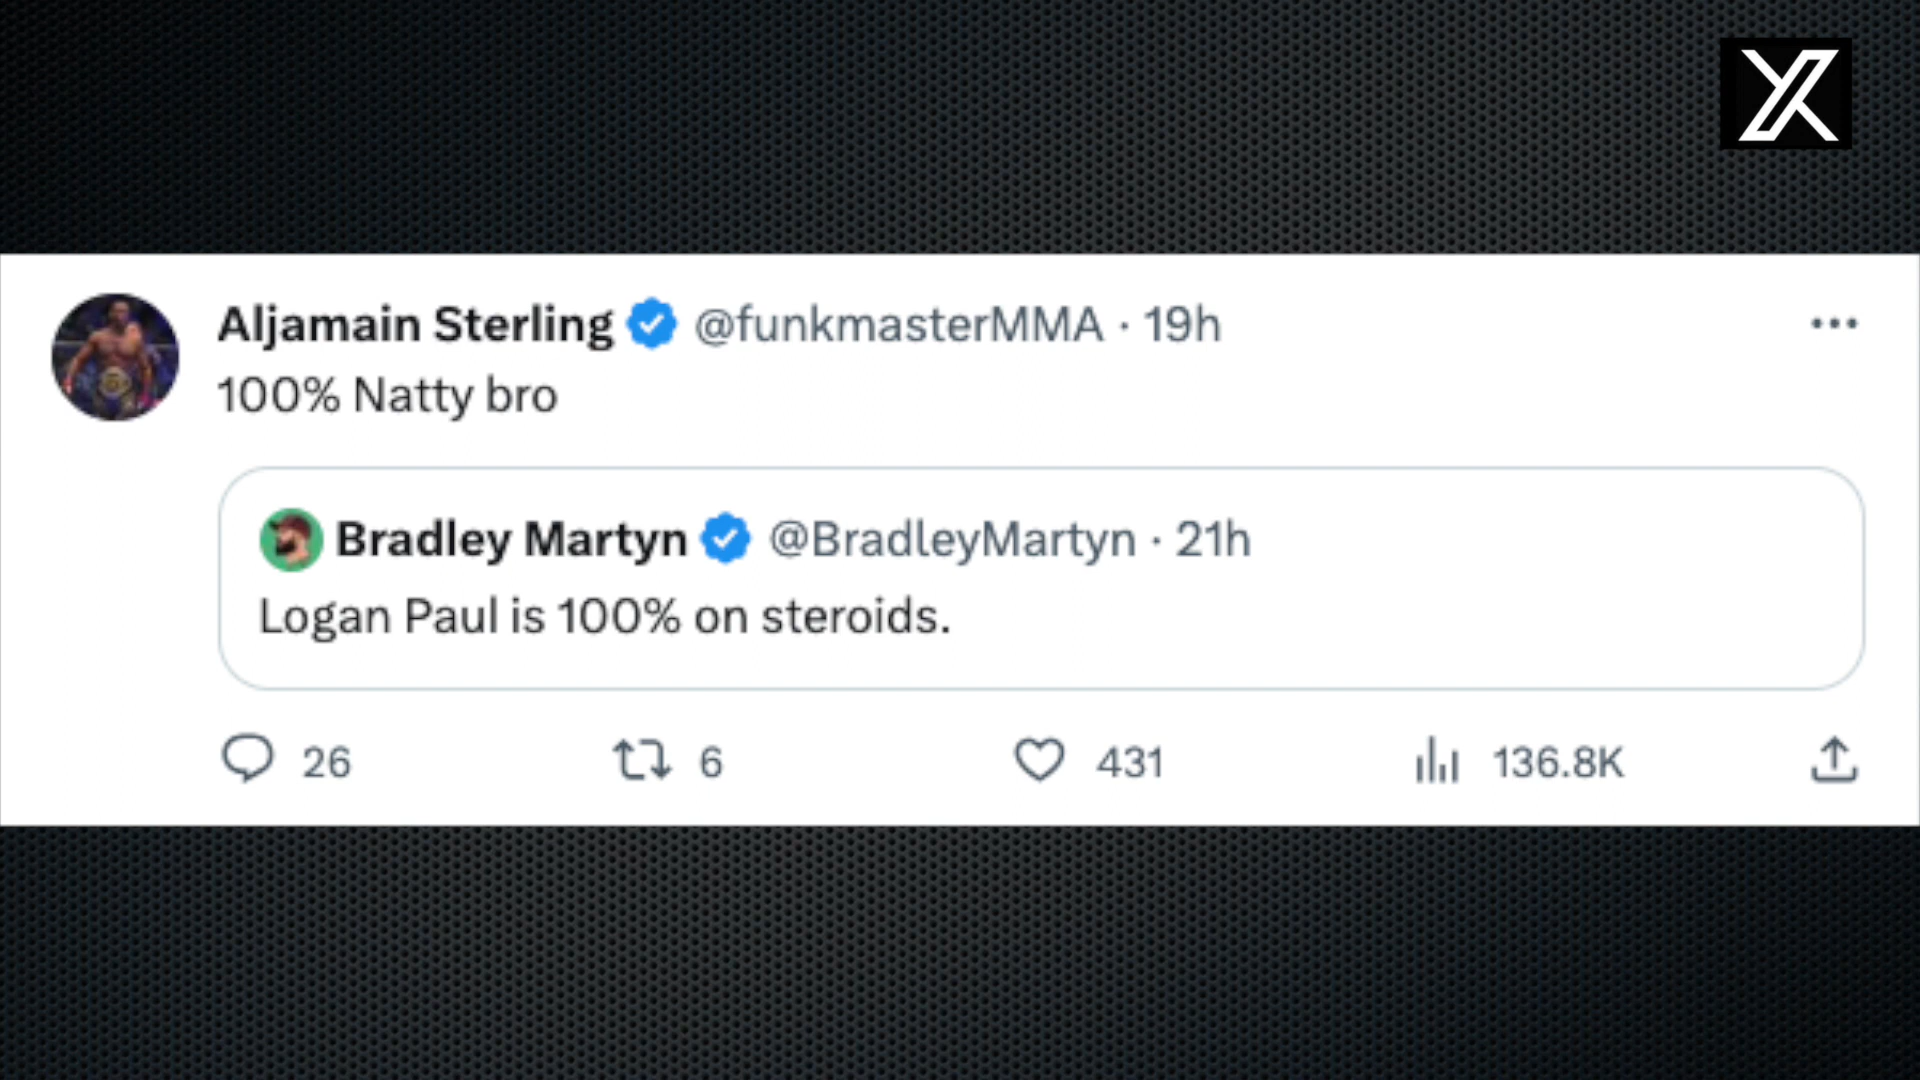 Aljamain Sterling @funkmasterMMA · 19h
100% Natty bro
Bradley Martyn @BradleyMartyn · 21h
Logan Paul is 100% on steroids.
26 6 431 136.8K